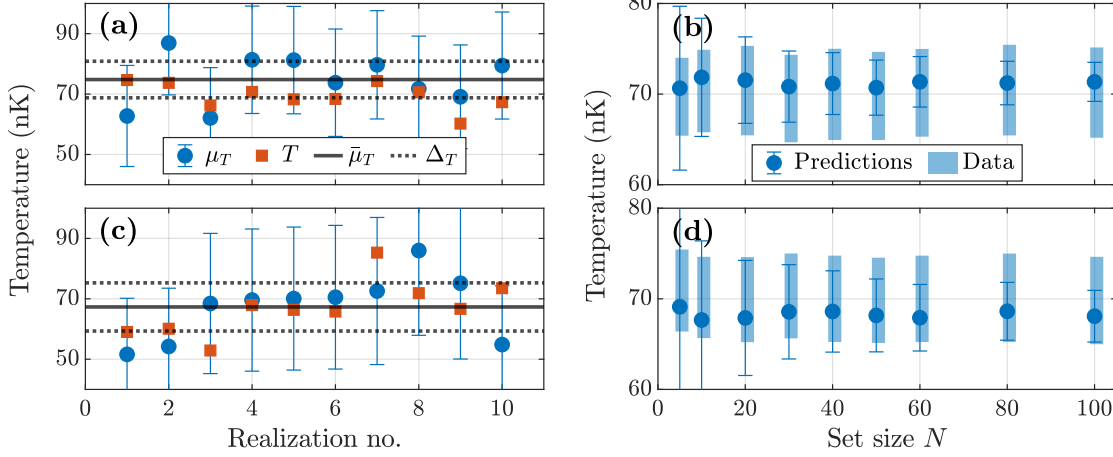 (a)
90
70
50
Temperature (nK)
μ_T T μ̄_T Δ_T
(b)
80
70
60
Temperature (nK)
Predictions Data
(c)
90
70
50
0 2 4 6 8 10
Realization no.
(d)
80
70
60
0 20 40 60 80 100
Set size N